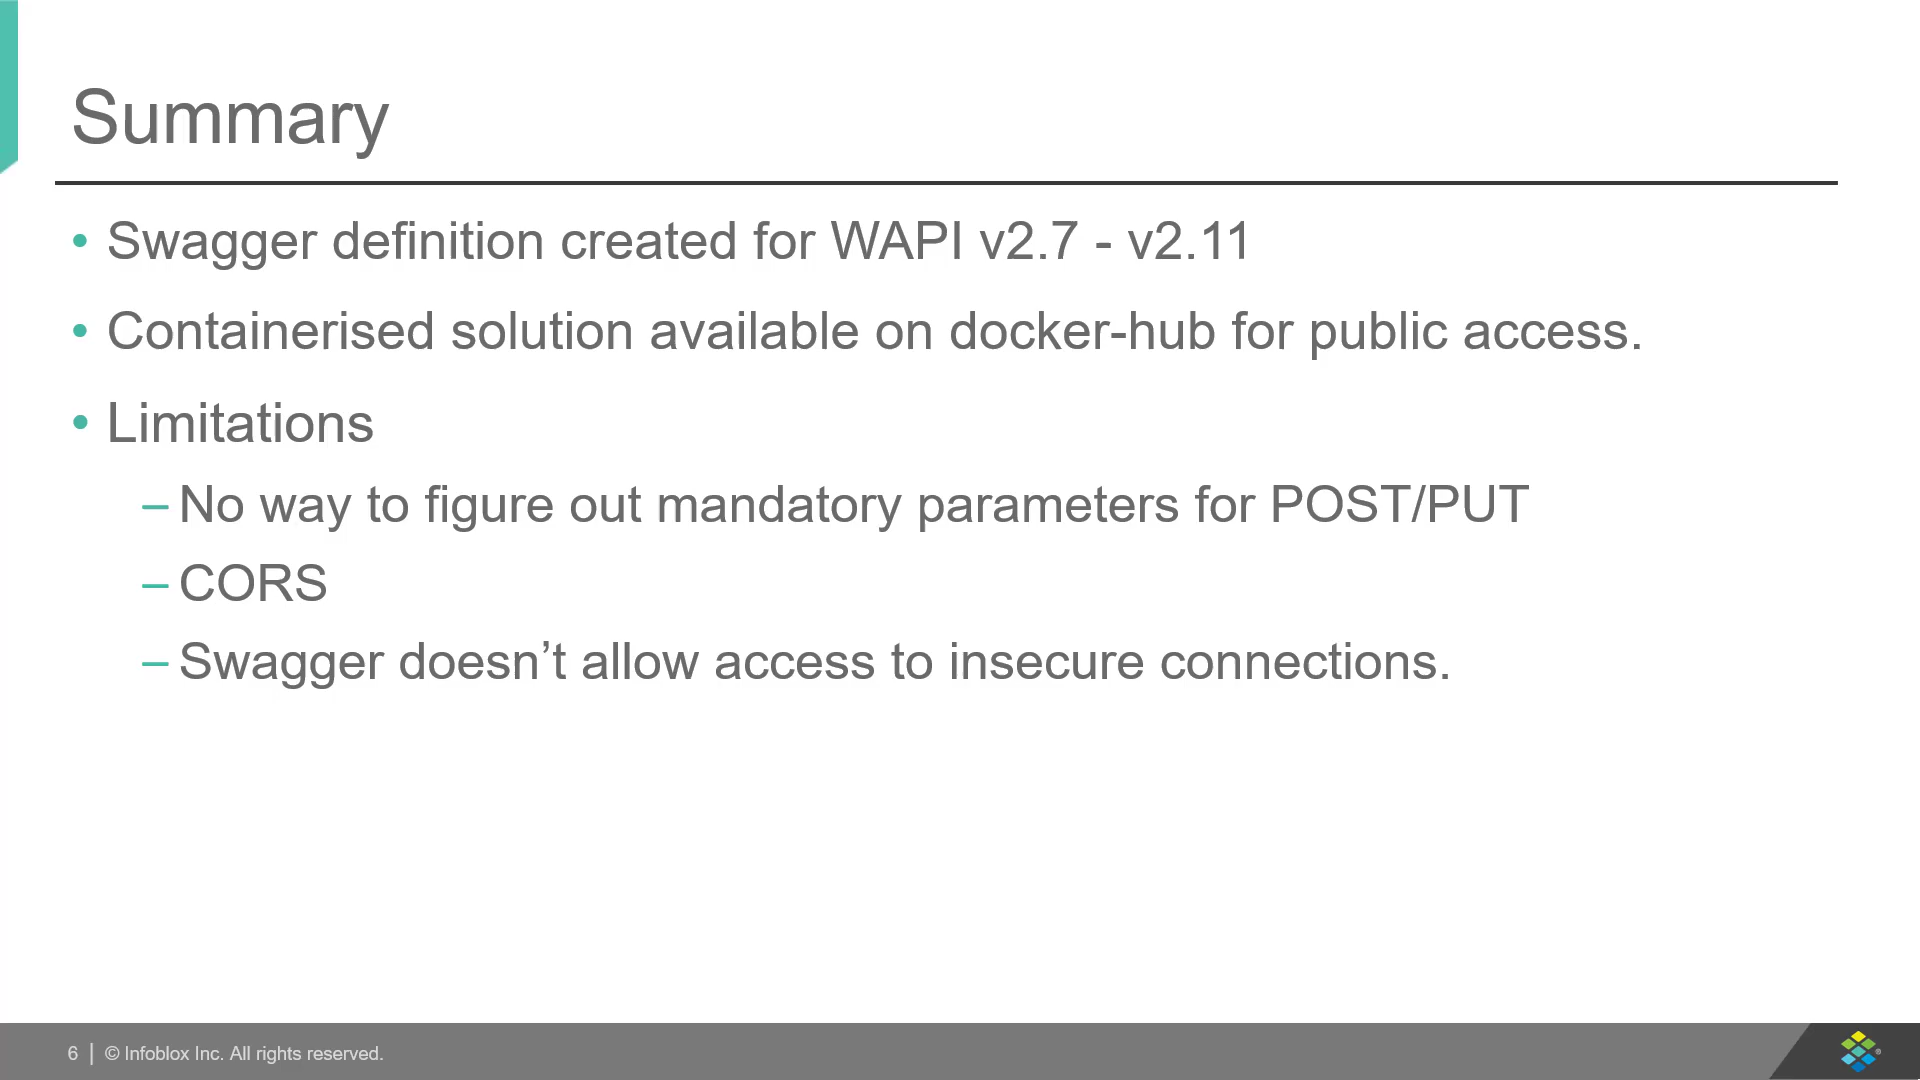 Summary
• Swagger definition created for WAPI v2.7 - v2.11
• Containerised solution available on docker-hub for public access.
• Limitations
– No way to figure out mandatory parameters for POST/PUT
– CORS
– Swagger doesn’t allow access to insecure connections.
6 | © Infoblox Inc. All rights reserved.
®